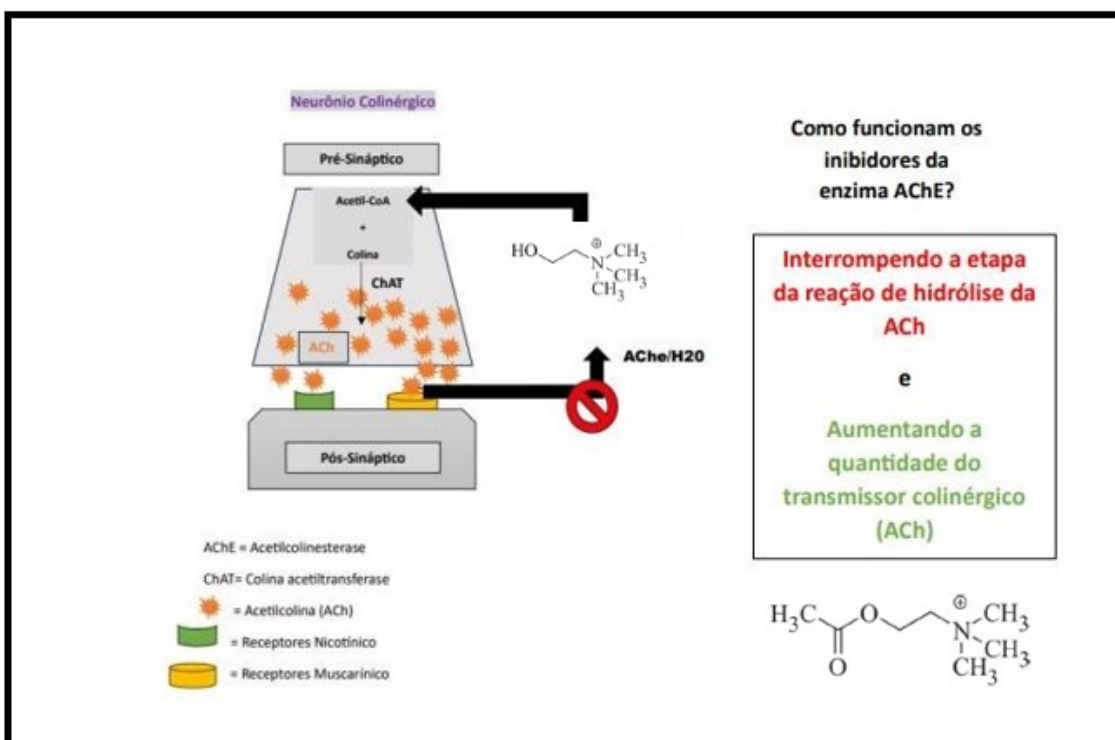 Neurônio Colinérgico
Pré-Sináptico
Acetil-CoA
+
Colina
ChAT
ACh
Pós-Sináptico
HO
⊕
N
CH3
CH3
CH3
AChe/H20
AChE = Acetilcolinesterase
ChAT= Colina acetiltransferase
= Acetilcolina (ACh)
= Receptores Nicotínico
= Receptores Muscarínico
Como funcionam os
inibidores da
enzima AChE?
Interrompendo a etapa
da reação de hidrólise da
ACh
e
Aumentando a
quantidade do
transmissor colinérgico
(ACh)
H3C
O
O
⊕
N
CH3
CH3
CH3